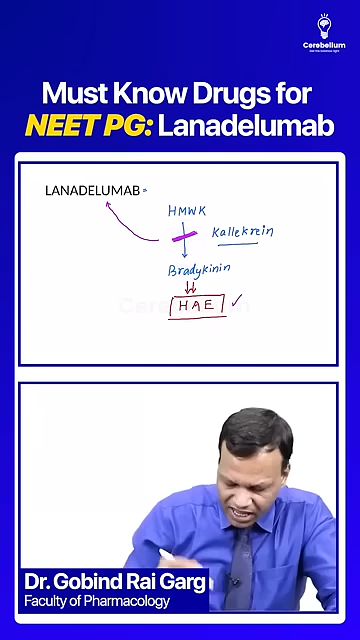 Cerebellum
Must Know Drugs for
NEET PG: Lanadelumab
LANADELUMAB =
HMWK
Kallekrein
Bradykinin
HAE ✓
Dr. Gobind Rai Garg
Faculty of Pharmacology